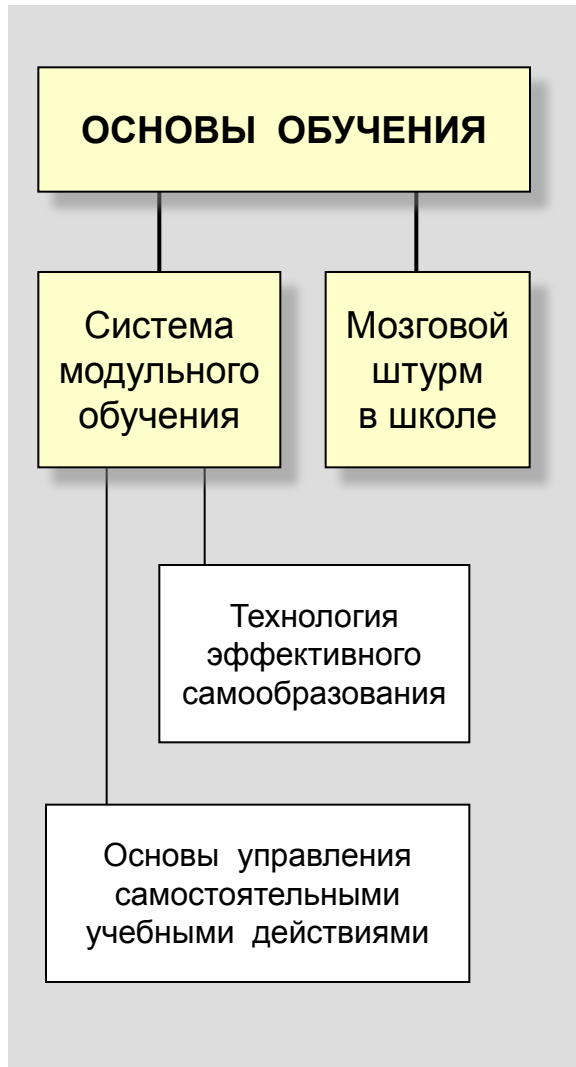 ОСНОВЫ ОБУЧЕНИЯ
Система
модульного
обучения
Мозговой
штурм
в школе
Технология
эффективного
самообразования
Основы управления
самостоятельными
учебными действиями